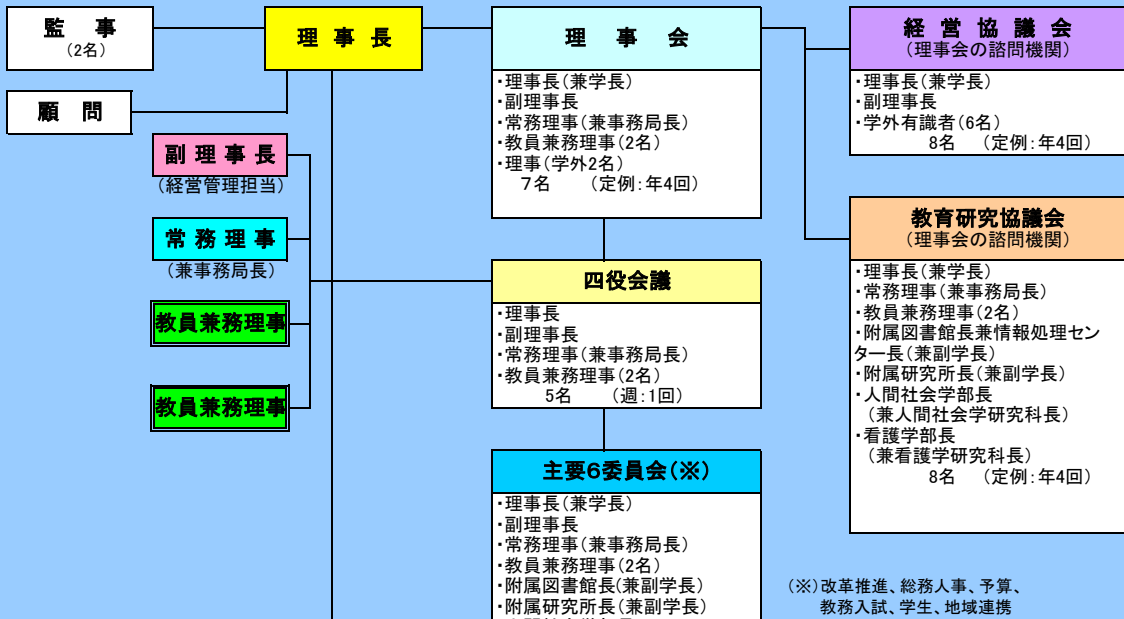 監事
（2名）
理事長
顧問
副理事長
（経営管理担当）
常務理事
（兼事務局長）
教員兼務理事
教員兼務理事
理事会
・理事長（兼学長）
・副理事長
・常務理事（兼事務局長）
・教員兼務理事（2名）
・理事（学外2名）
7名　（定例：年4回）
四役会議
・理事長
・副理事長
・常務理事（兼事務局長）
・教員兼務理事（2名）
5名　（週：1回）
主要6委員会（※）
・理事長（兼学長）
・副理事長
・常務理事（兼事務局長）
・教員兼務理事（2名）
・附属図書館長（兼副学長）
・附属研究所長（兼副学長）
経営協議会
（理事会の諮問機関）
・理事長（兼学長）
・副理事長
・学外有識者（6名）
8名　（定例：年4回）
教育研究協議会
（理事会の諮問機関）
・理事長（兼学長）
・常務理事（兼事務局長）
・教員兼務理事（2名）
・附属図書館長兼情報処理セン
ター長（兼副学長）
・附属研究所長（兼副学長）
・人間社会学部長
（兼人間社会学研究科長）
・看護学部長
（兼看護学研究科長）
8名　（定例：年4回）
（※）改革推進、総務人事、予算、
教務入試、学生、地域連携